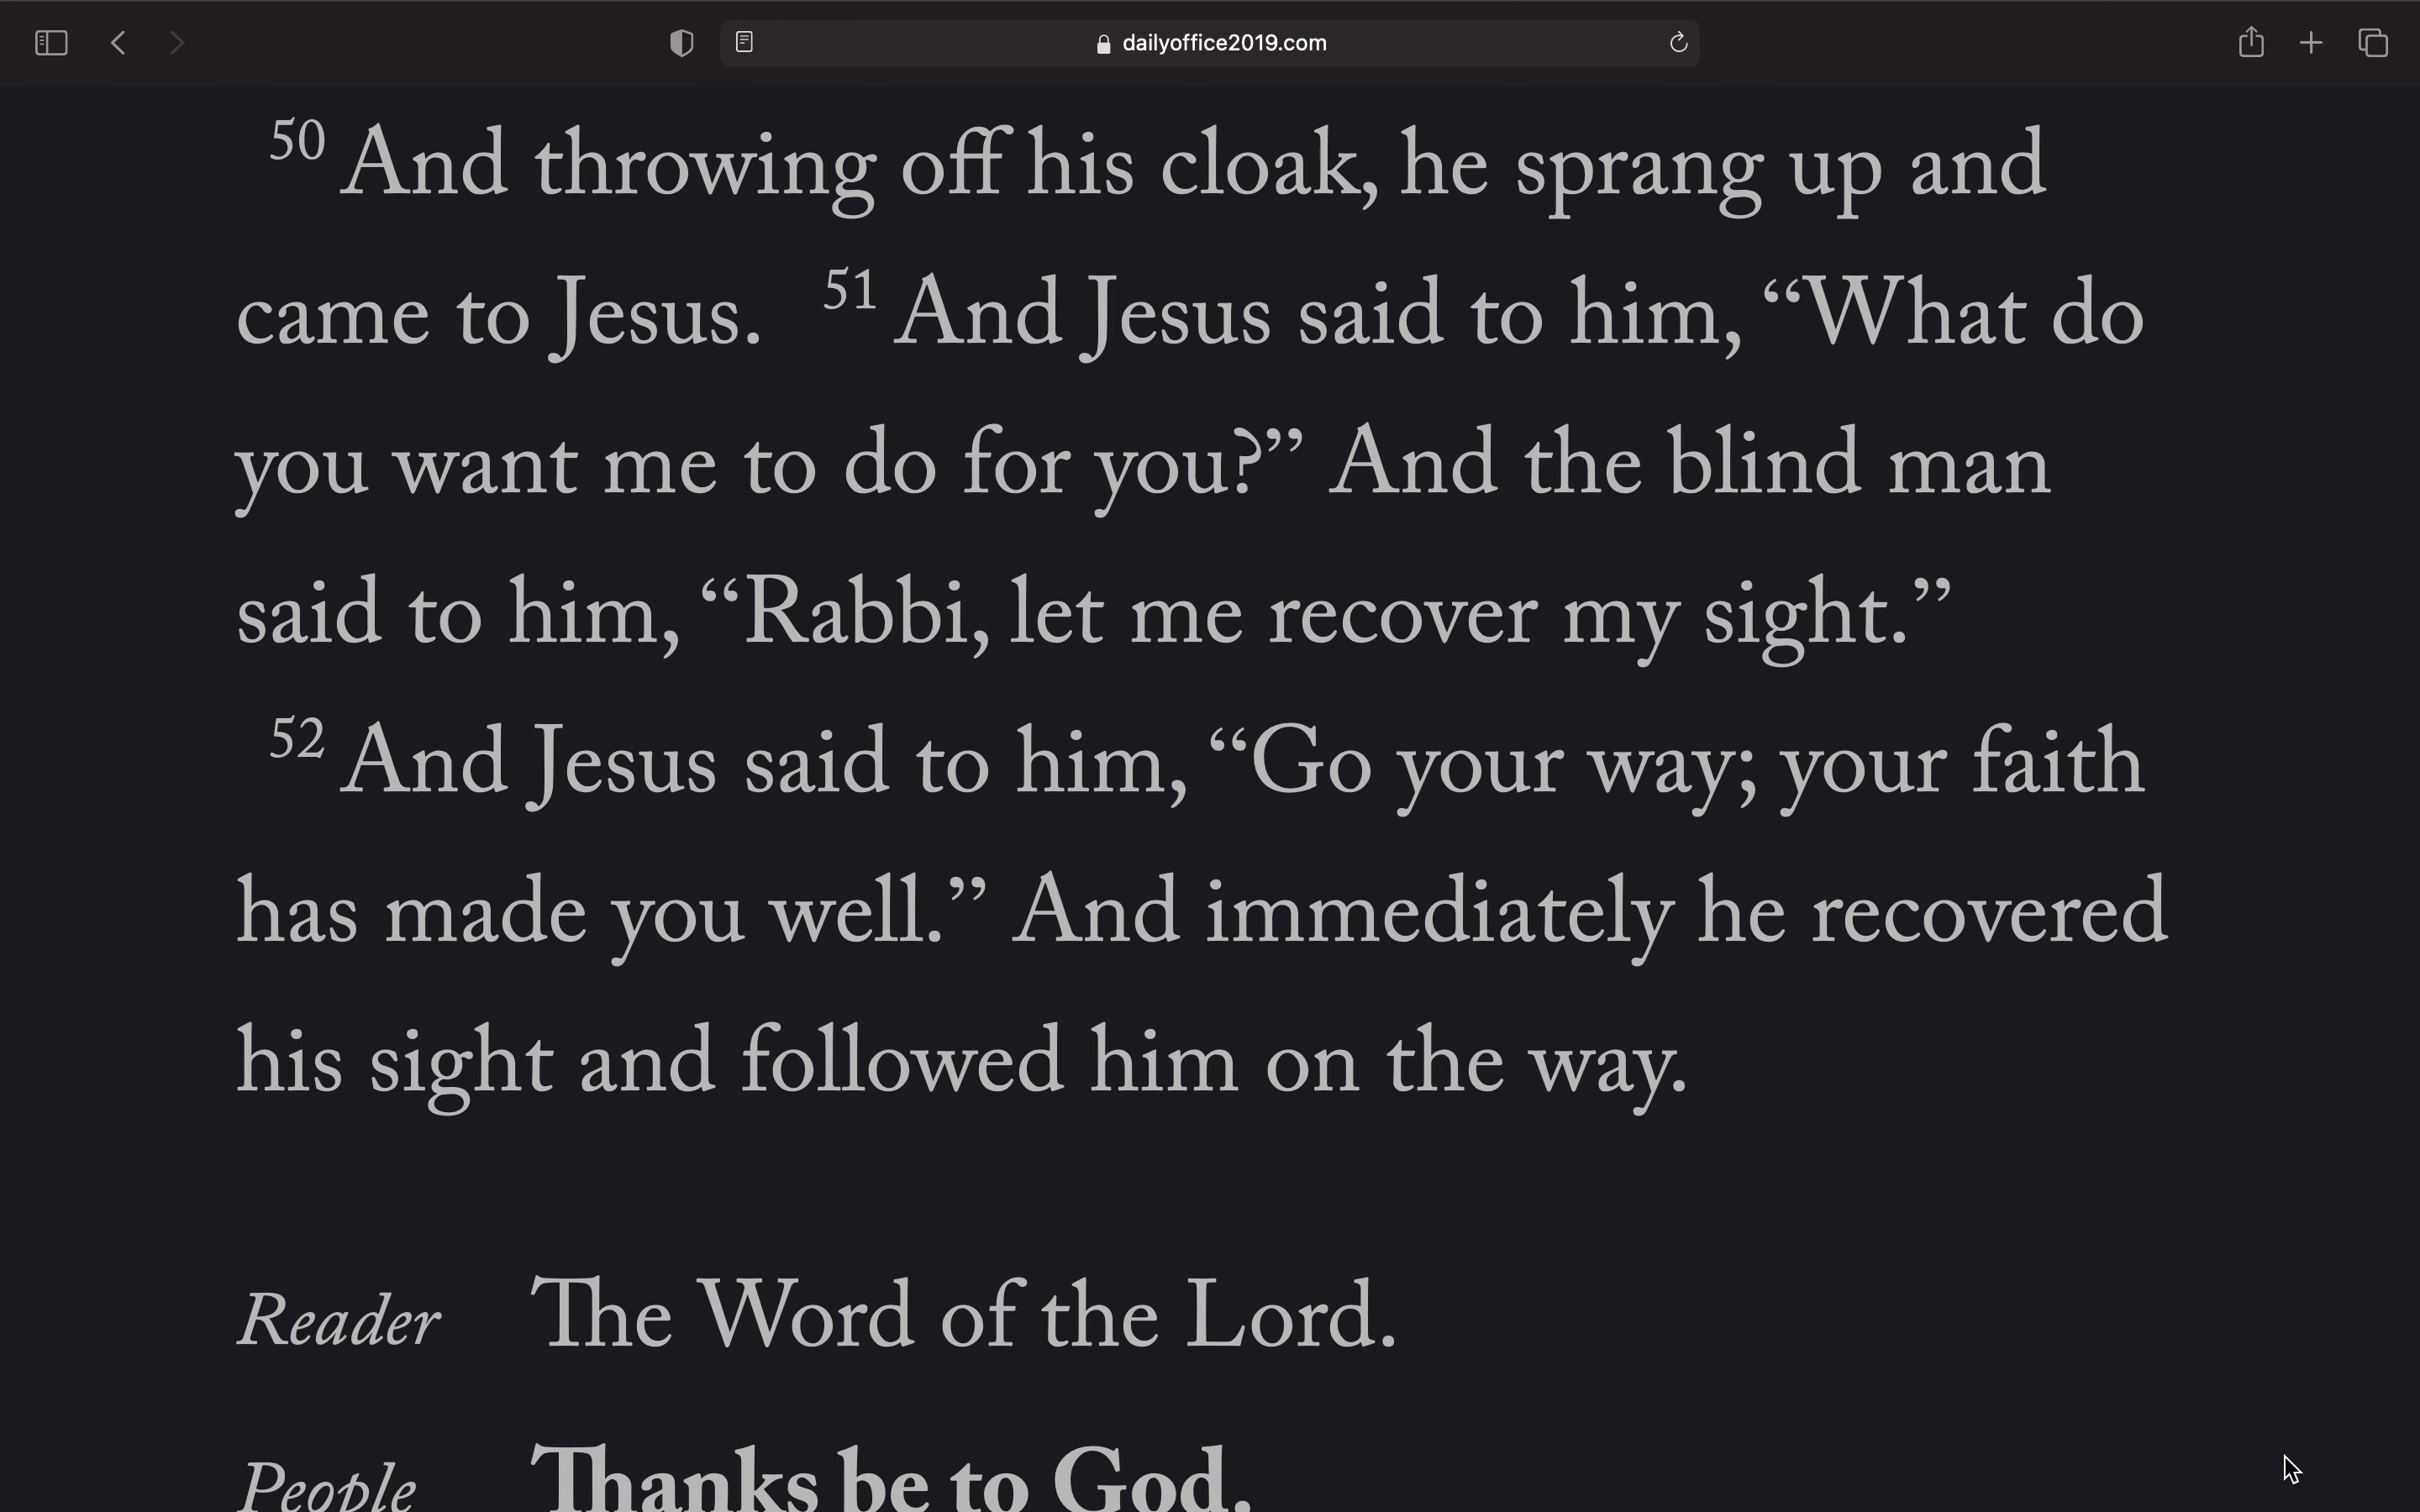 dailyoffice2019.com
50 And throwing off his cloak, he sprang up and
came to Jesus. 51 And Jesus said to him, “What do
you want me to do for you?” And the blind man
said to him, “Rabbi, let me recover my sight.”
52 And Jesus said to him, “Go your way; your faith
has made you well.” And immediately he recovered
his sight and followed him on the way.
Reader The Word of the Lord.
People Thanks be to God.